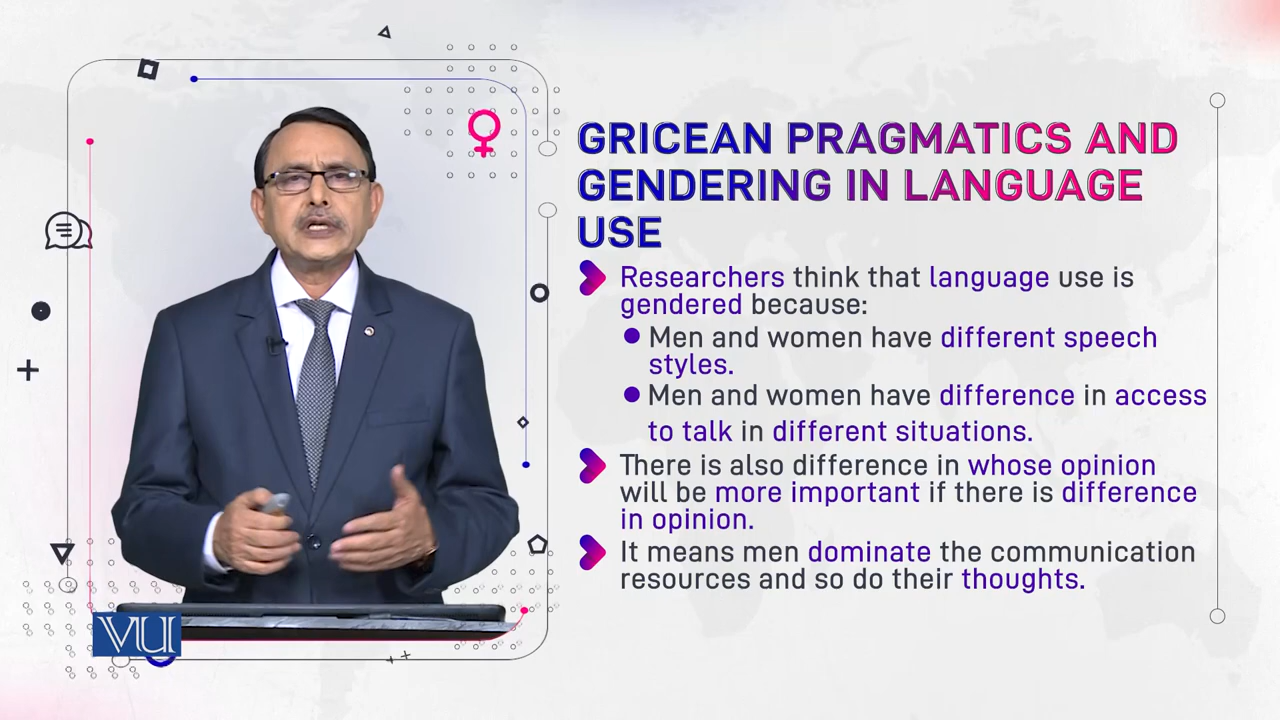 GRICEAN PRAGMATICS AND
GENDERING IN LANGUAGE
USE
Researchers think that language use is
gendered because:
Men and women have different speech
styles.
Men and women have difference in access
to talk in different situations.
There is also difference in whose opinion
will be more important if there is difference
in opinion.
It means men dominate the communication
resources and so do their thoughts.
VU